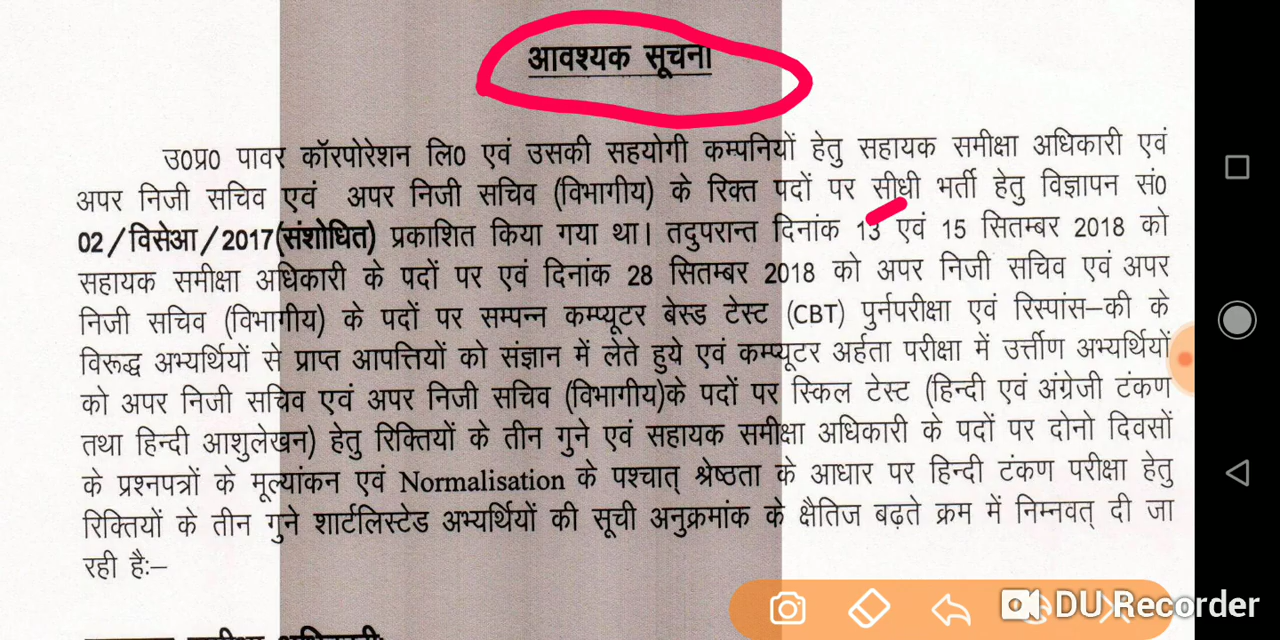 आवश्यक सूचना
उ0प्र0 पावर कॉरपोरेशन लि0 एवं उसकी सहयोगी कम्पनियों हेतु सहायक समीक्षा अधिकारी एवं
अपर निजी सचिव एवं अपर निजी सचिव (विभागीय) के रिक्त पदों पर सीधी भर्ती हेतु विज्ञापन सं0
02/विसेआ/2017(संशोधित) प्रकाशित किया गया था। तदुपरान्त दिनांक 13 एवं 15 सितम्बर 2018 को
सहायक समीक्षा अधिकारी के पदों पर एवं दिनांक 28 सितम्बर 2018 को अपर निजी सचिव एवं अपर
निजी सचिव (विभागीय) के पदों पर सम्पन्न कम्प्यूटर बेस्ड टेस्ट (CBT) पुर्नपरीक्षा एवं रिस्पांस–की के
विरूद्ध अभ्यर्थियों से प्राप्त आपत्तियों को संज्ञान में लेते हुये एवं कम्प्यूटर अर्हता परीक्षा में उर्त्तीण अभ्यर्थियों
को अपर निजी सचिव एवं अपर निजी सचिव (विभागीय)के पदों पर स्किल टेस्ट (हिन्दी एवं अंग्रेजी टंकण
तथा हिन्दी आशुलेखन) हेतु रिक्तियों के तीन गुने एवं सहायक समीक्षा अधिकारी के पदों पर दोनो दिवसों
के प्रश्नपत्रों के मूल्यांकन एवं Normalisation के पश्चात् श्रेष्ठता के आधार पर हिन्दी टंकण परीक्षा हेतु
रिक्तियों के तीन गुने शार्टलिस्टेड अभ्यर्थियों की सूची अनुक्रमांक के क्षैतिज बढ़ते क्रम में निम्नवत् दी जा
रही है:–
DU Recorder